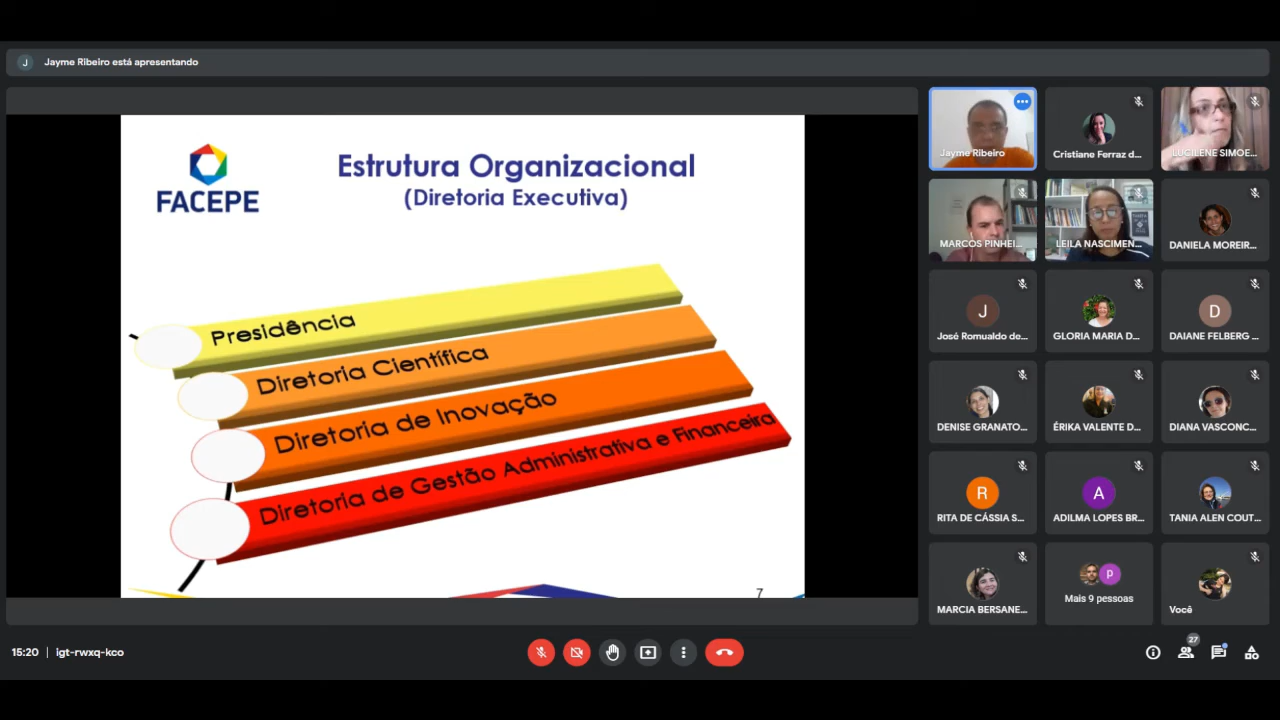 J
Jayme Ribeiro está apresentando
FACEPE
Estrutura Organizacional
(Diretoria Executiva)
Presidência
Diretoria Científica
Diretoria de Inovação
Diretoria de Gestão Administrativa e Financeira
7
Jayme Ribeiro
Cristiane Ferraz d...
LUCILENE SIMOE...
MARCOS PINHEI...
LEILA NASCIMEN...
DANIELA MOREIR...
J
José Romualdo de...
GLORIA MARIA D...
D
DAIANE FELBERG ...
DENISE GRANATO...
ÉRIKA VALENTE D...
DIANA VASCONC...
R
RITA DE CÁSSIA S...
A
ADILMA LOPES BR...
TANIA ALEN COUT...
MARCIA BERSANE...
P
Mais 9 pessoas
Você
15:20 | igt-rwxq-kco
27